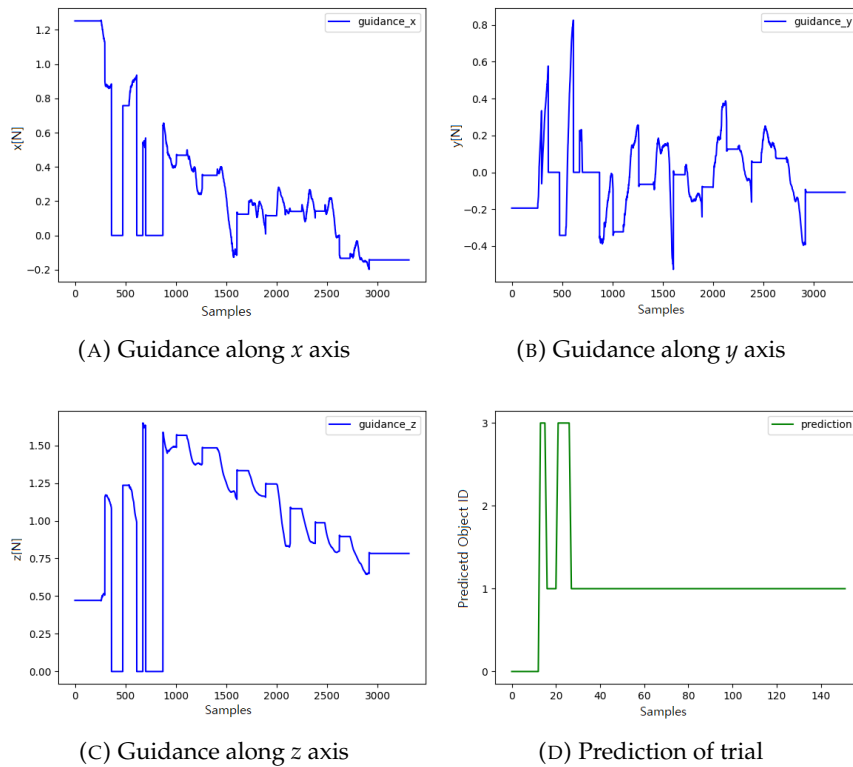 guidance_x
1.2
1.0
0.8
0.6
0.4
0.2
0.0
−0.2
x[N]
0 500 1000 1500 2000 2500 3000
Samples
(A) Guidance along x axis
guidance_y
0.8
0.6
0.4
0.2
0.0
−0.2
−0.4
y[N]
0 500 1000 1500 2000 2500 3000
Samples
(B) Guidance along y axis
guidance_z
1.50
1.25
1.00
0.75
0.50
0.25
0.00
z[N]
0 500 1000 1500 2000 2500 3000
Samples
(C) Guidance along z axis
prediction
3
2
1
0
Predicetd Object ID
0 20 40 60 80 100 120 140
Samples
(D) Prediction of trial